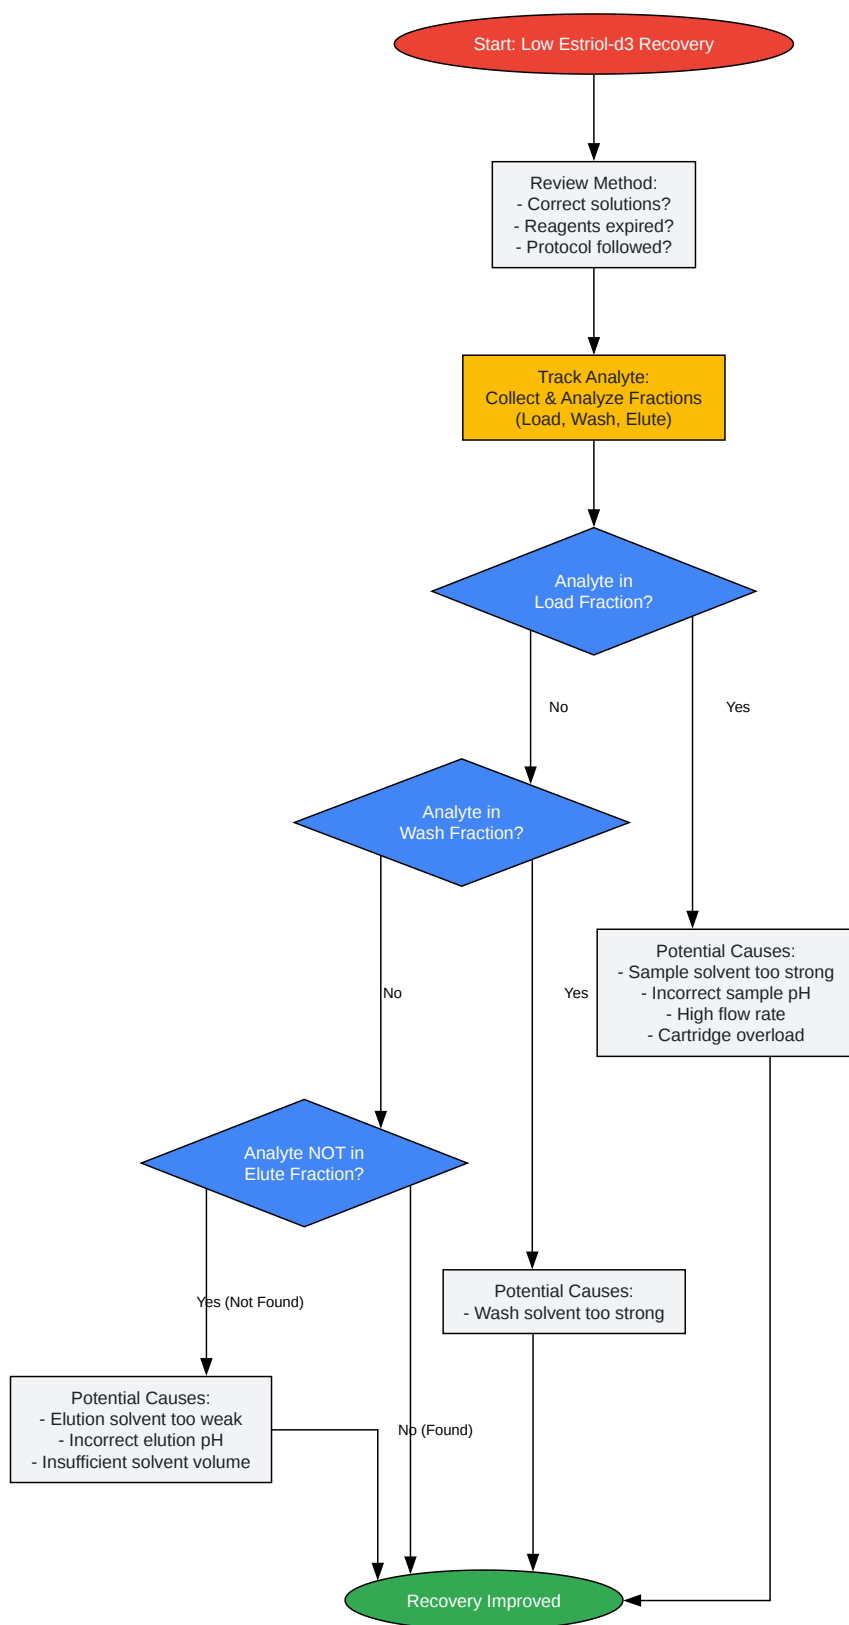 Start: Low Estriol-d3 Recovery
Review Method:
- Correct solutions?
- Reagents expired?
- Protocol followed?
Track Analyte:
Collect & Analyze Fractions
(Load, Wash, Elute)
Analyte in
Load Fraction?
No
Yes
Analyte in
Wash Fraction?
Potential Causes:
- Sample solvent too strong
- Incorrect sample pH
- High flow rate
- Cartridge overload
No
Yes
Analyte NOT in
Elute Fraction?
Potential Causes:
- Wash solvent too strong
Yes (Not Found)
Potential Causes:
- Elution solvent too weak
- Incorrect elution pH
- Insufficient solvent volume
No (Found)
Recovery Improved